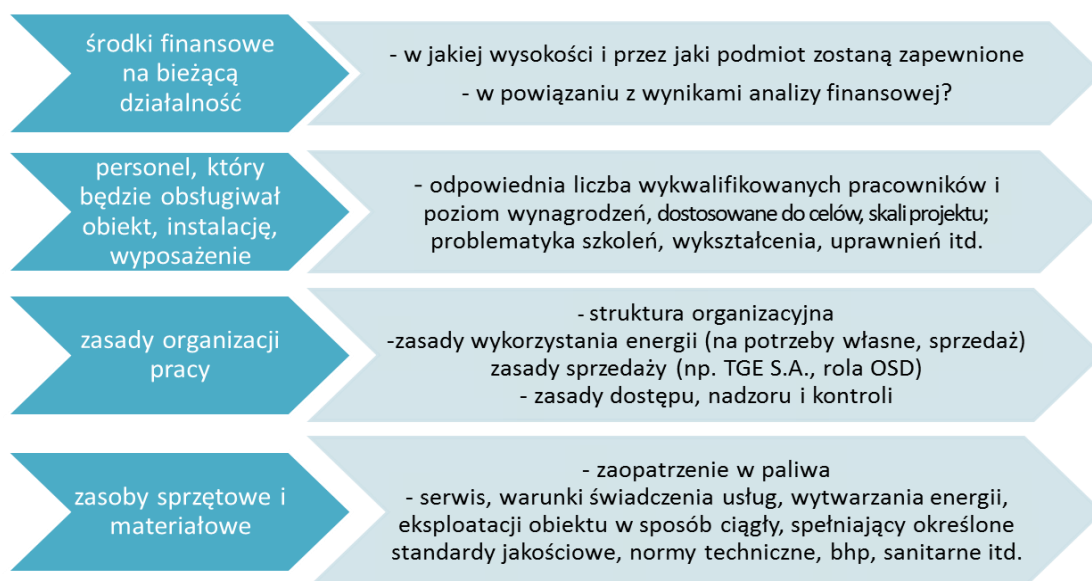 środki finansowe
na bieżącą
działalność
- w jakiej wysokości i przez jaki podmiot zostaną zapewnione
- w powiązaniu z wynikami analizy finansowej?
personel, który
będzie obsługiwał
obiekt, instalację,
wyposażenie
- odpowiednia liczba wykwalifikowanych pracowników i
poziom wynagrodzeń, dostosowane do celów, skali projektu;
problematyka szkoleń, wykształcenia, uprawnień itd.
zasady organizacji
pracy
- struktura organizacyjna
-zasady wykorzystania energii (na potrzeby własne, sprzedaż)
zasady sprzedaży (np. TGE S.A., rola OSD)
- zasady dostępu, nadzoru i kontroli
zasoby sprzętowe i
materiałowe
- zaopatrzenie w paliwa
- serwis, warunki świadczenia usług, wytwarzania energii,
eksploatacji obiektu w sposób ciągły, spełniający określone
standardy jakościowe, normy techniczne, bhp, sanitarne itd.